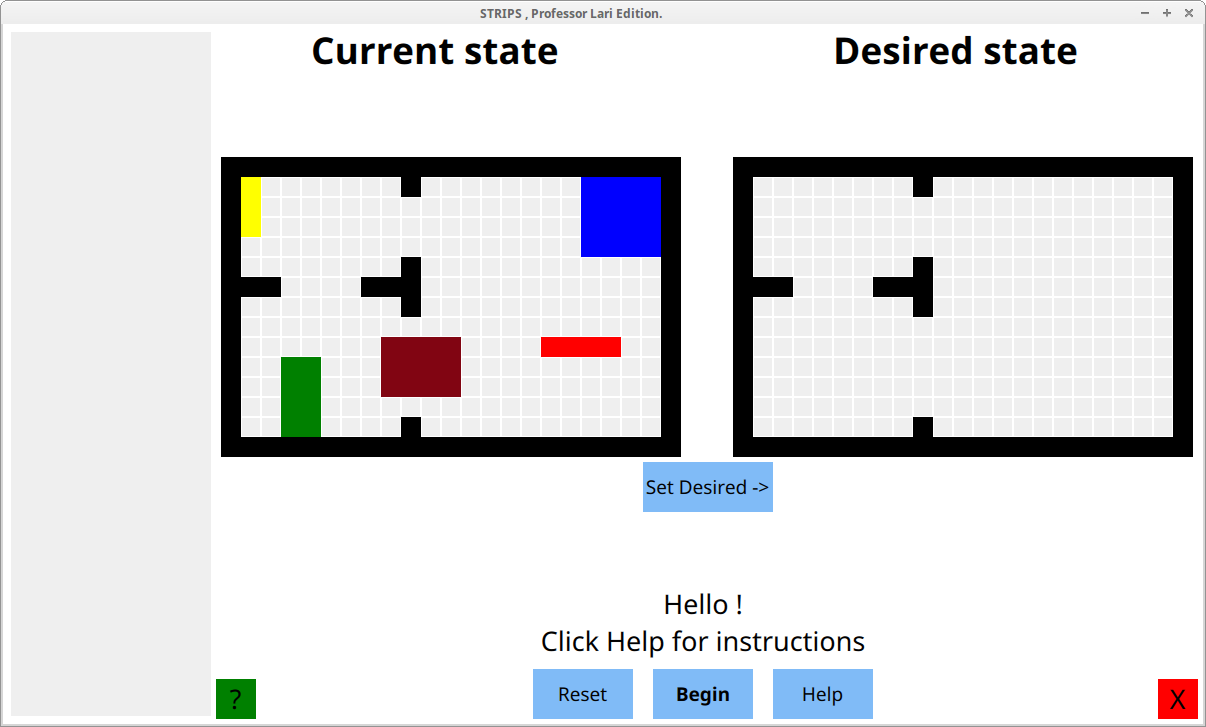 STRIPS , Professor Lari Edition.
− + ×
Current state
Desired state
Set Desired ->
Hello !
Click Help for instructions
Reset
Begin
Help
?
X